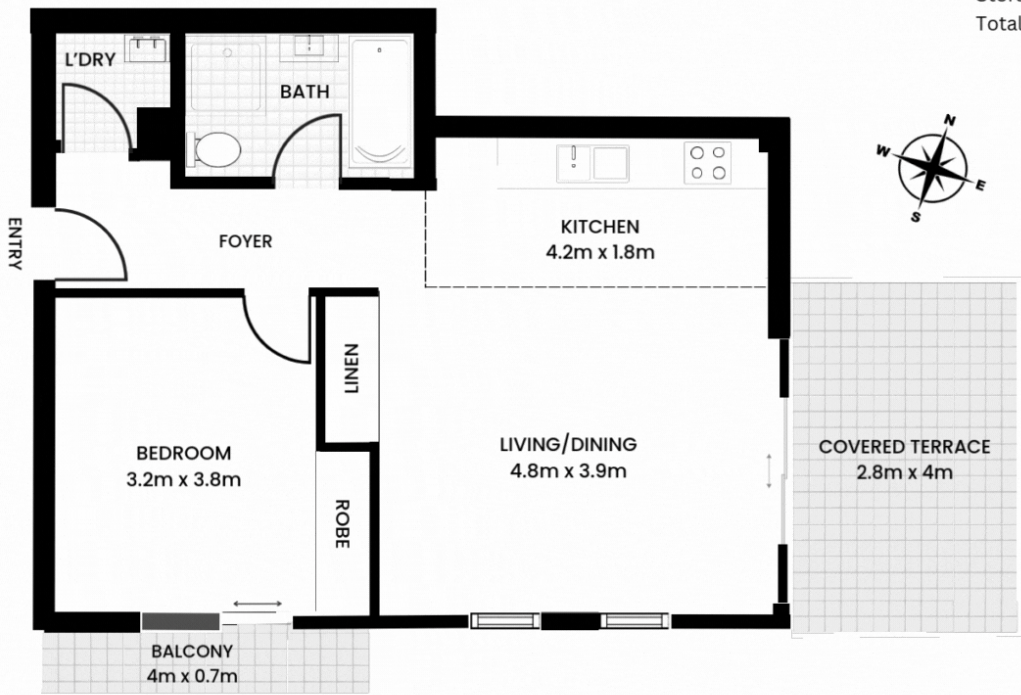 Total
L'DRY
BATH
N
W
E
S
KITCHEN
4.2m x 1.8m
ENTRY
FOYER
LINEN
BEDROOM
3.2m x 3.8m
LIVING/DINING
4.8m x 3.9m
COVERED TERRACE
2.8m x 4m
ROBE
BALCONY
4m x 0.7m